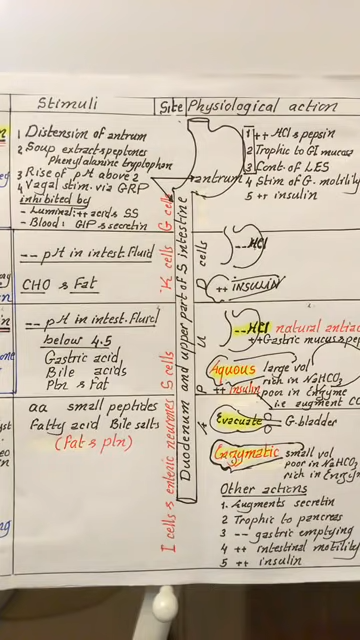 Stimuli
Site
Physiological action
1 Distension of antrum
2 Soup extracts peptones
Phenylalanine tryptophan
3 Rise of pH above 2
4 Vagal stim. via GRP
inhibited by
- Luminal: ++ acid & SS
- Blood: GIP & secretin
G cells
antrum
1 ++ HCl & pepsin
2 Trophic to GI mucosa
3 Cont. of LES
4 Stim of G. motility
5 ++ insulin
-- pH in intest. Fluid
CHO & Fat
K cells
-- HCl
++ INSULIN
-- pH in intest. Fluid
below 4.5
Gastric acid
Bile acids
Ptn & Fat
S cells
Duodenum and upper part of S intestine
-- HCl natural antiac
Gastric mucus & pep
Aquous large vol
rich in NaHCO3
++ insulin poor in Enzyme
i.e augment CC
aa small peptides
Fatty acid Bile salts
(Fat & ptn)
I cells & enteric neurones
Evacuate G-bladder
Enzymatic small vol
poor in NaHCO3
rich in Enzym
Other actions
1. Augments secretin
2 Trophic to pancreas
3 -- gastric emptying
4 ++ intestinal motility
5 ++ insulin